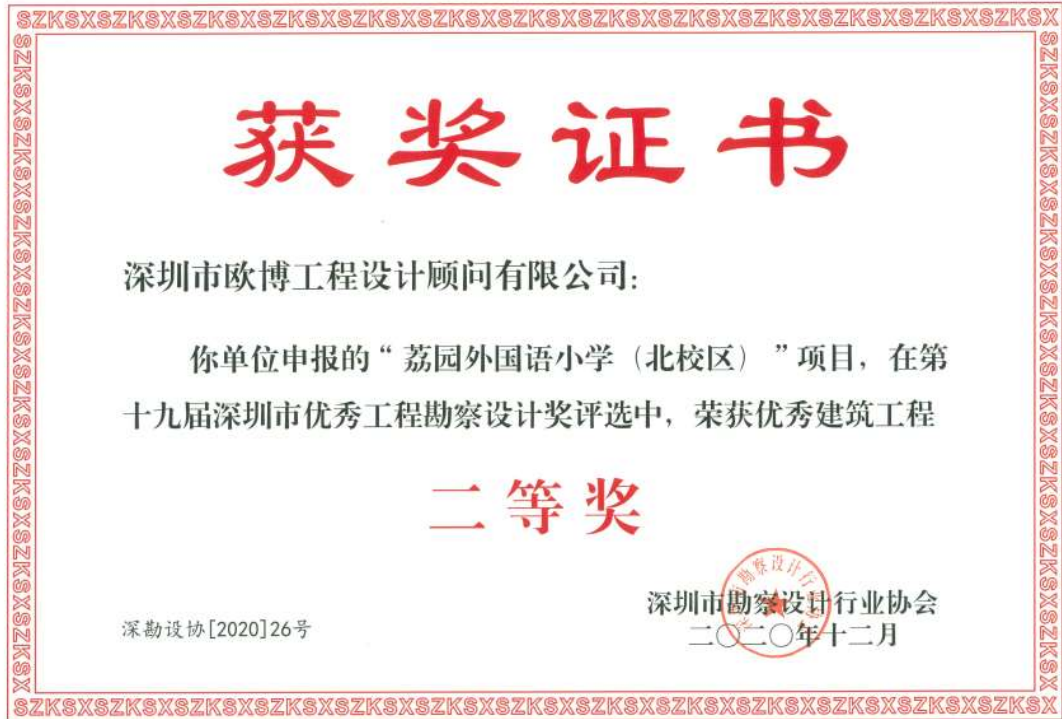 SZKSXSZKSXSZKSXSZKSXSZKSXSZKSXSZKSXSZKSXSZKSX
获奖证书
深圳市欧博工程设计顾问有限公司:
你单位申报的“荔园外国语小学（北校区）”项目，在第
十九届深圳市优秀工程勘察设计奖评选中，荣获优秀建筑工程
二等奖
深圳市勘察设计行业协会
二〇二〇年十二月
深勘设协[2020]26号
SZKSXSZKSXSZKSXSZKSXSZKSXSZKSXSZKSXSZKSXSZKSX